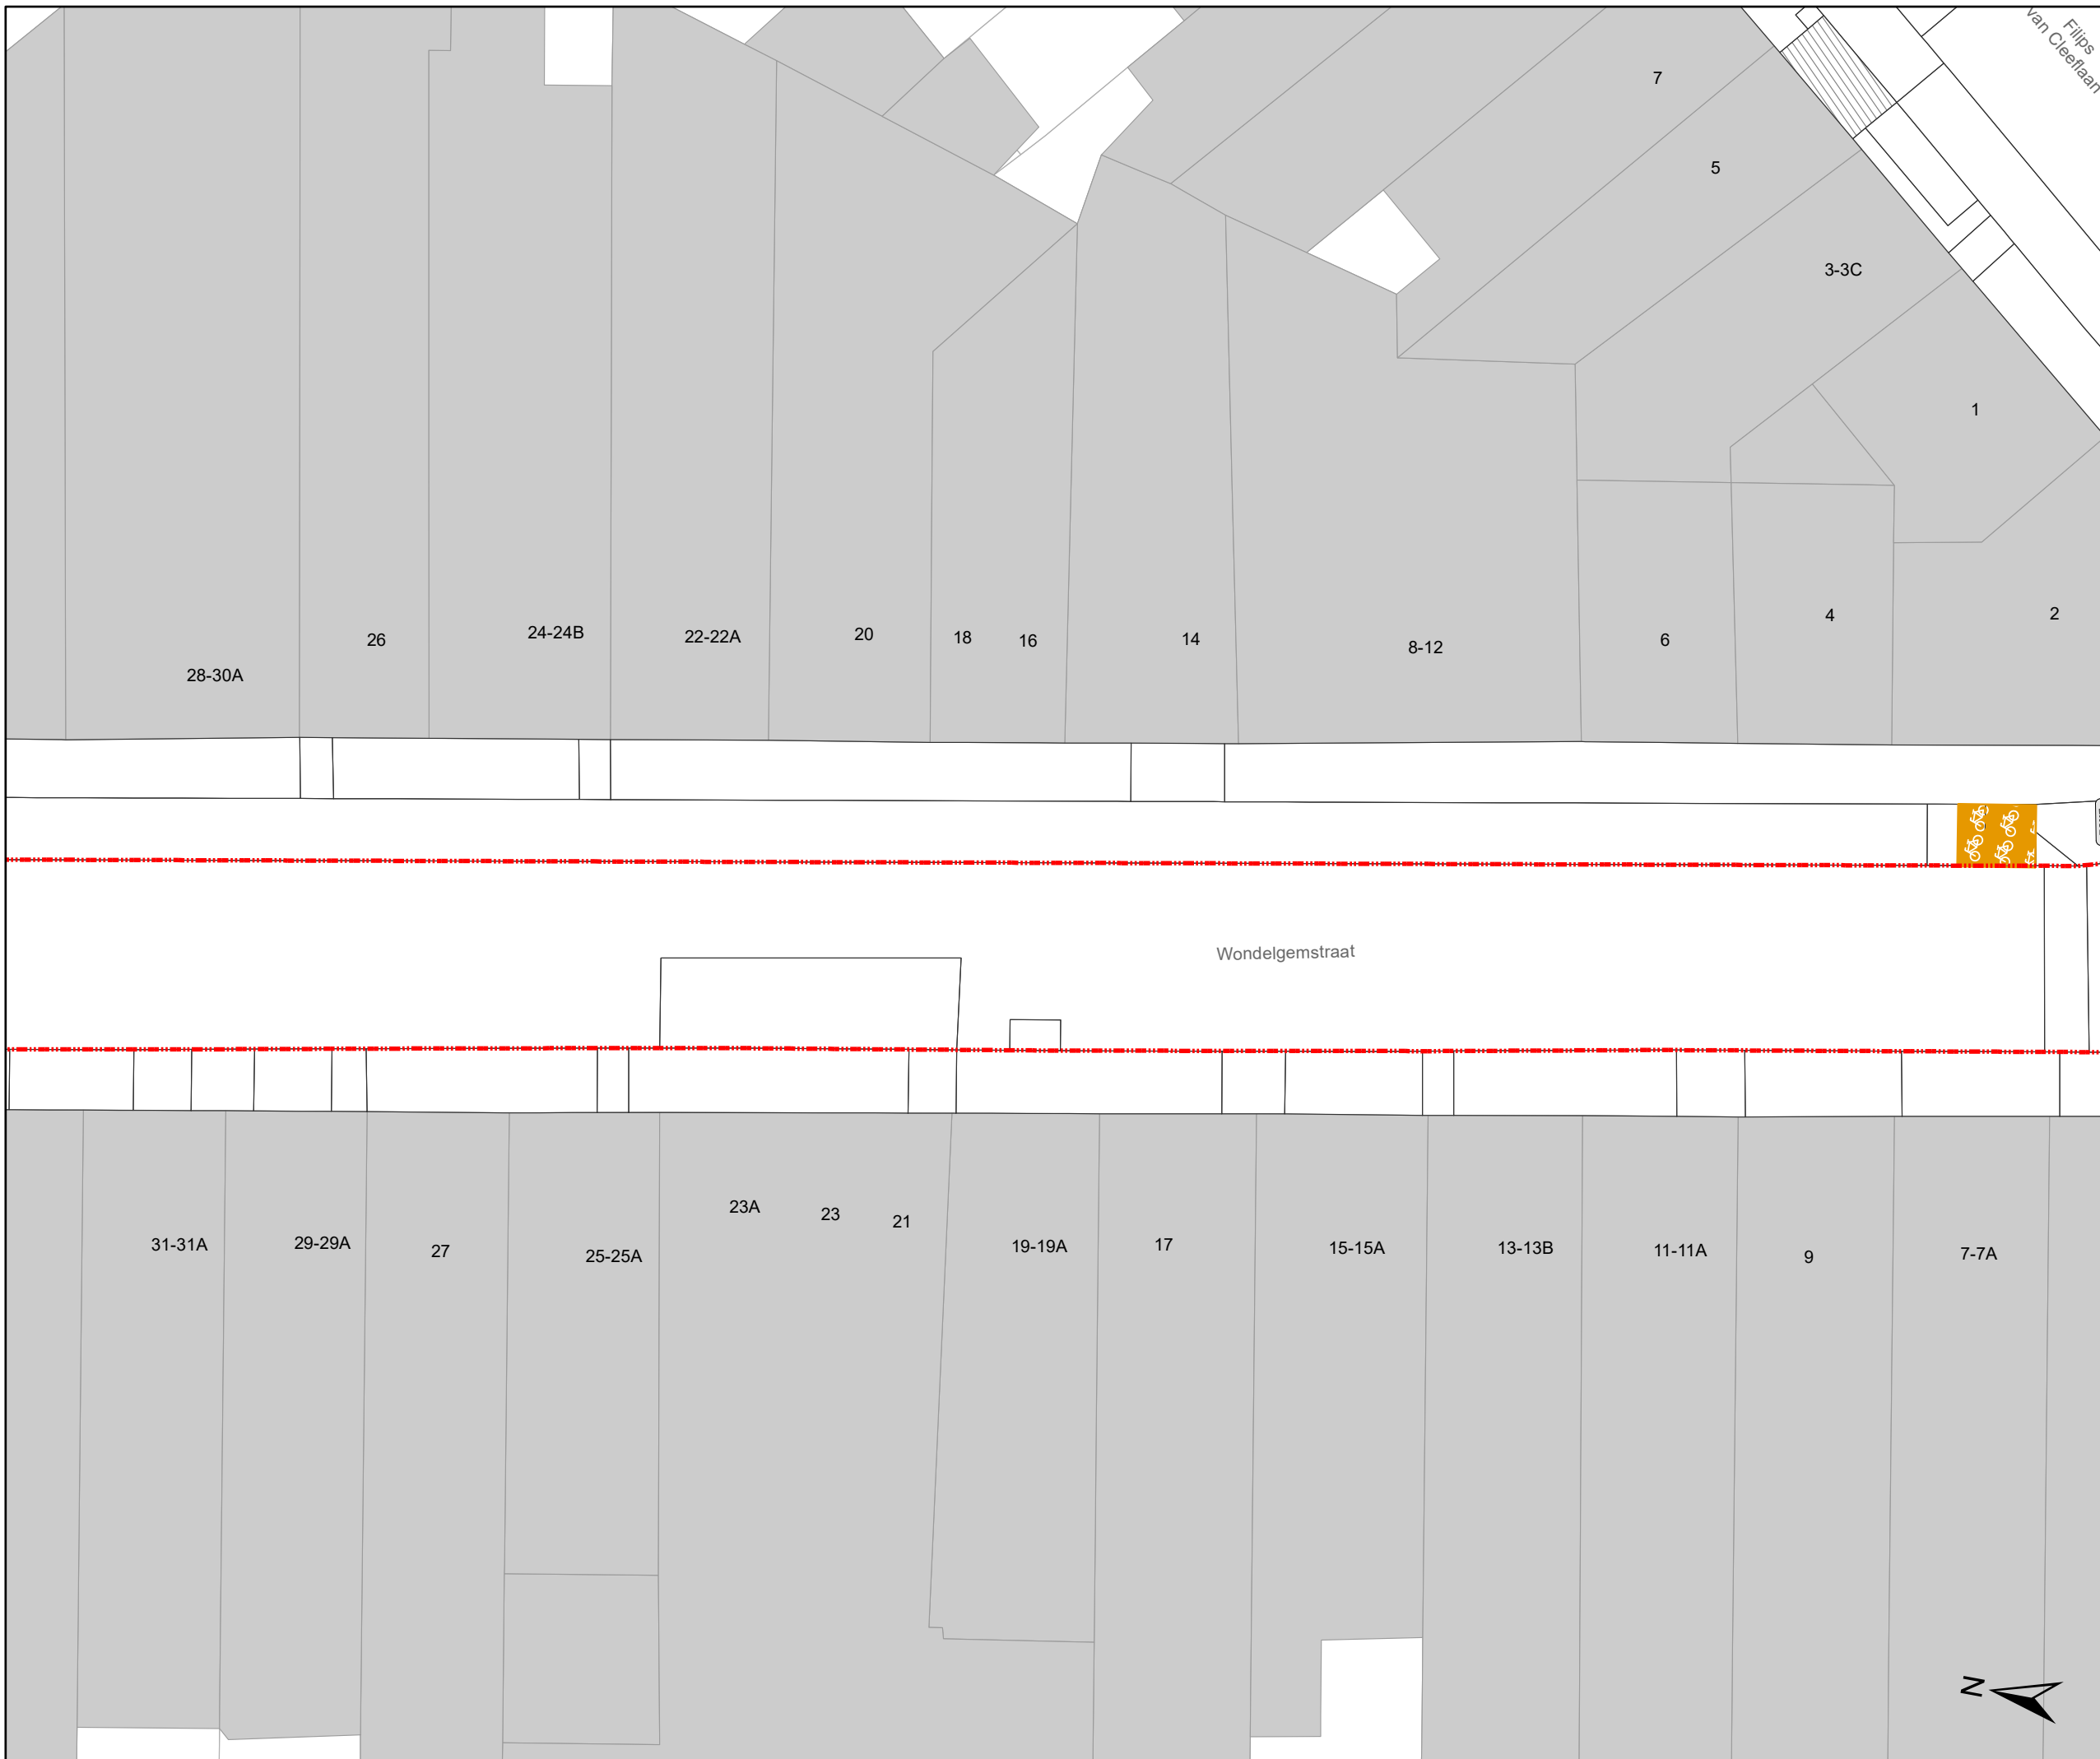 Filips
van Cleeflaan
7
5
3-3C
1
28-30A
26
24-24B
22-22A
20
18
16
14
8-12
6
4
2
Wondelgemstraat
31-31A
29-29A
27
25-25A
23A
23
21
19-19A
17
15-15A
13-13B
11-11A
9
7-7A
N